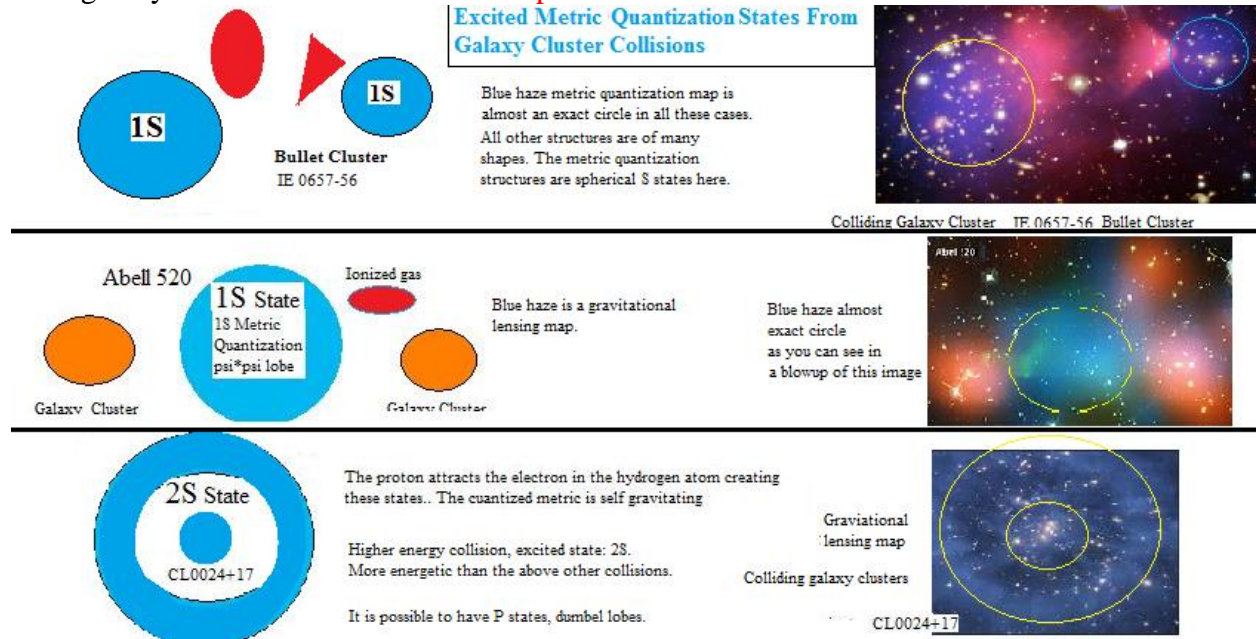 Excited Metric Quantization States From
Galaxy Cluster Collisions
1S
1S
Bullet Cluster
IE 0657-56
Blue haze metric quantization map is
almost an exact circle in all these cases.
All other structures are of many
shapes. The metric quantization
structures are spherical S states here.
Colliding Galaxy Cluster IE 0657-56 Bullet Cluster
Abell 520
1S State
1S Metric
Quantization
psi*psi lobe
Ionized gas
Galaxy Cluster
Galaxy Cluster
Blue haze is a gravitational
lensing map.
Blue haze almost
exact circle
as you can see in
a blowup of this image
Abell 520
2S State
CL0024+17
The proton attracts the electron in the hydrogen atom creating
these states.. The cuantized metric is self gravitating
Higher energy collision, excited state: 2S.
More energetic than the above other collisions.
It is possible to have P states, dumbel lobes.
Graviational
lensing map
Colliding galaxy clusters
CL0024+17